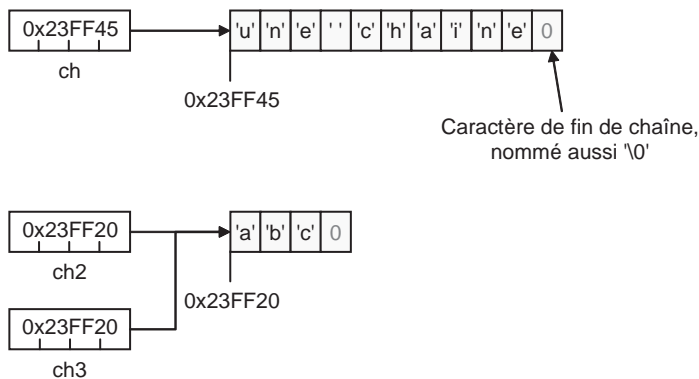 0x23FF45
'u' 'n' 'e' ' ' 'c' 'h' 'a' 'i' 'n' 'e' 0
ch
0x23FF45
Caractère de fin de chaîne,
nommé aussi '\0'
0x23FF20
'a' 'b' 'c' 0
ch2
0x23FF20
0x23FF20
ch3